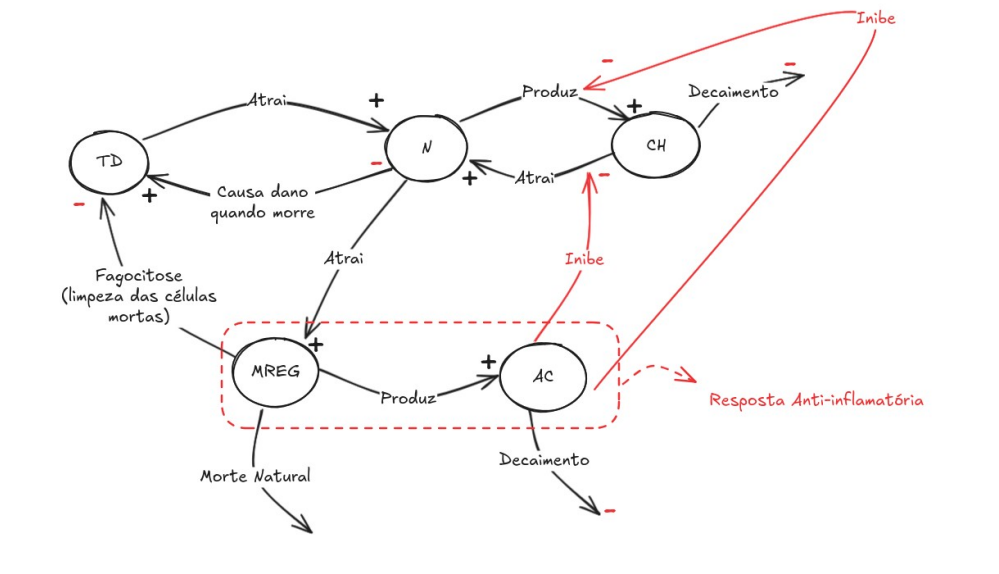 Inibe
-
-
Produz
Decaimento
Atrai
+
+
TD
N
CH
-
+
Atrai
-
+
Causa dano
quando morre
-
Atrai
Inibe
Fagocitose
(limpeza das células
mortas)
+
+
MREG
AC
Produz
Resposta Anti-inflamatória
Decaimento
Morte Natural
-